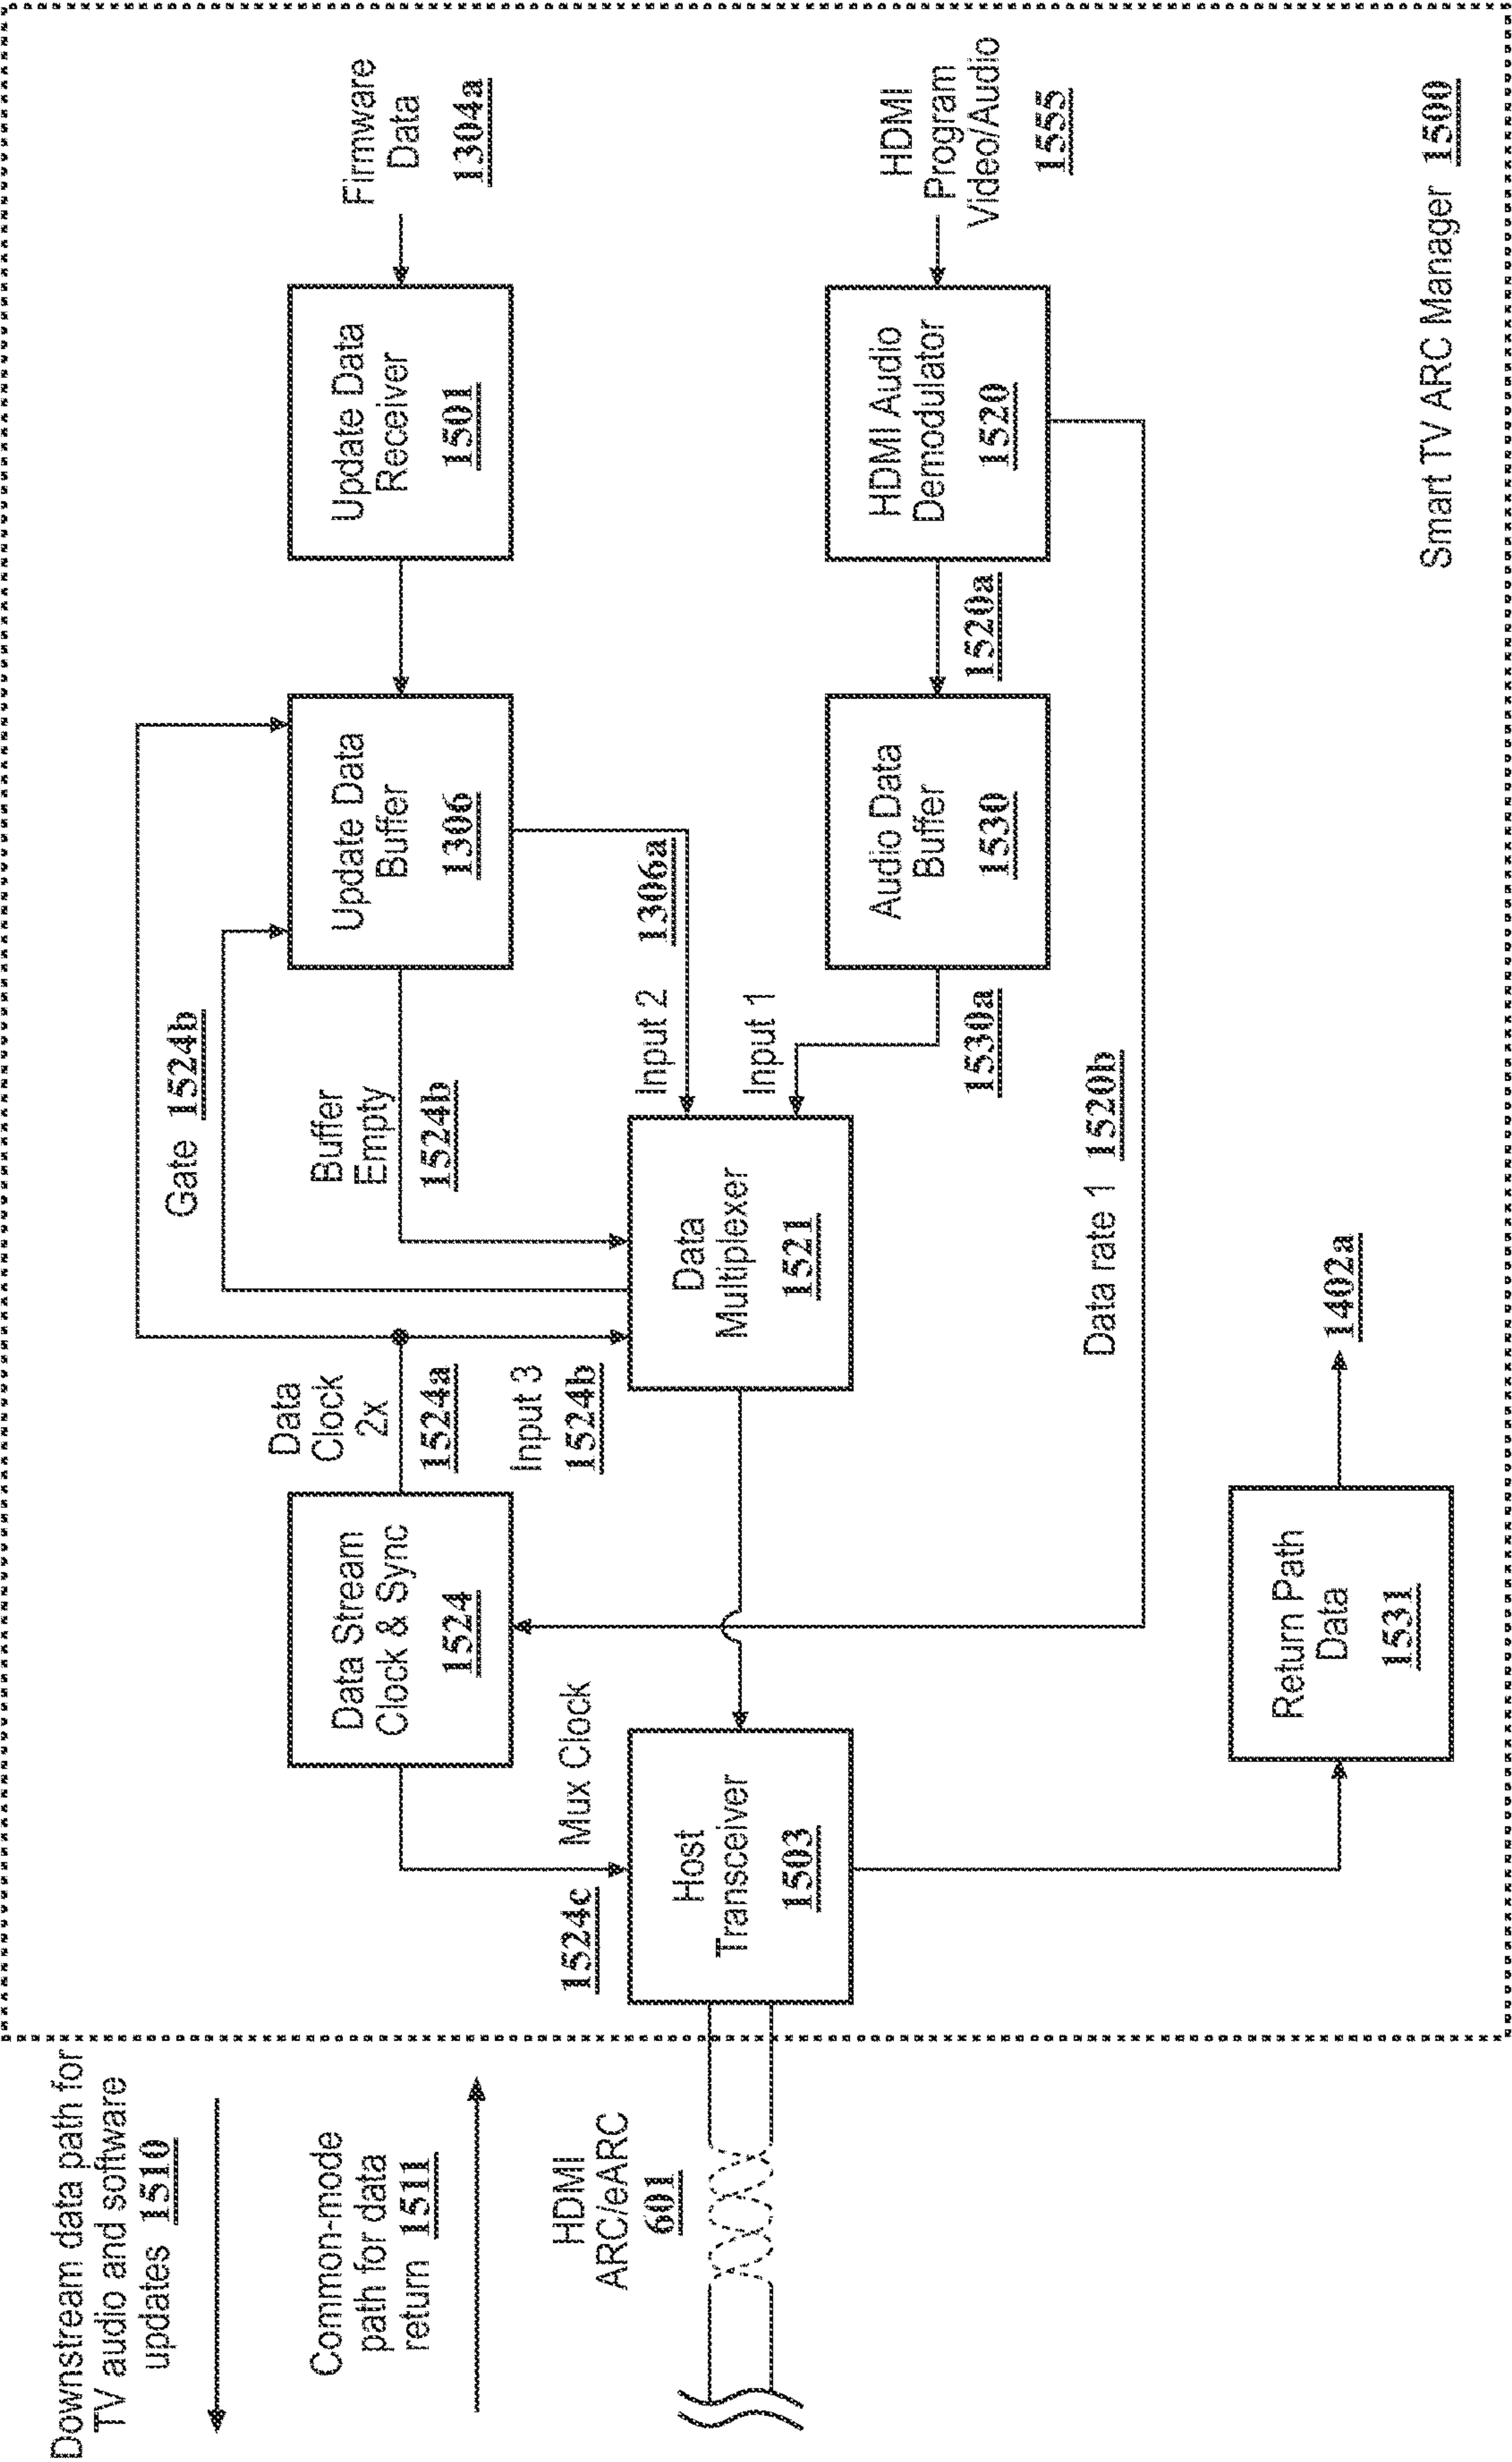 Downstream data path for
TV audio and software
updates 1510
Common-mode
path for data
return 1511
HDMI
ARC/eARC
601
Data Stream
Clock & Sync
1524
Data
Clock
2x
1524a
Gate 1524b
Buffer
Empty
1524b
Update Data
Buffer
1306
Update Data
Receiver
1501
Firmware
Data
1304a
Mux Clock
1524c
Input 3
1524b
Input 2
1306a
Input 1
1530a
Host
Transceiver
1503
Data
Multiplexer
1521
Audio Data
Buffer
1530
1520a
HDMI Audio
Demodulator
1520
HDMI
Program
Video/Audio
1555
Data rate 1 1520b
Return Path
Data
1531
1402a
Smart TV ARC Manager 1500